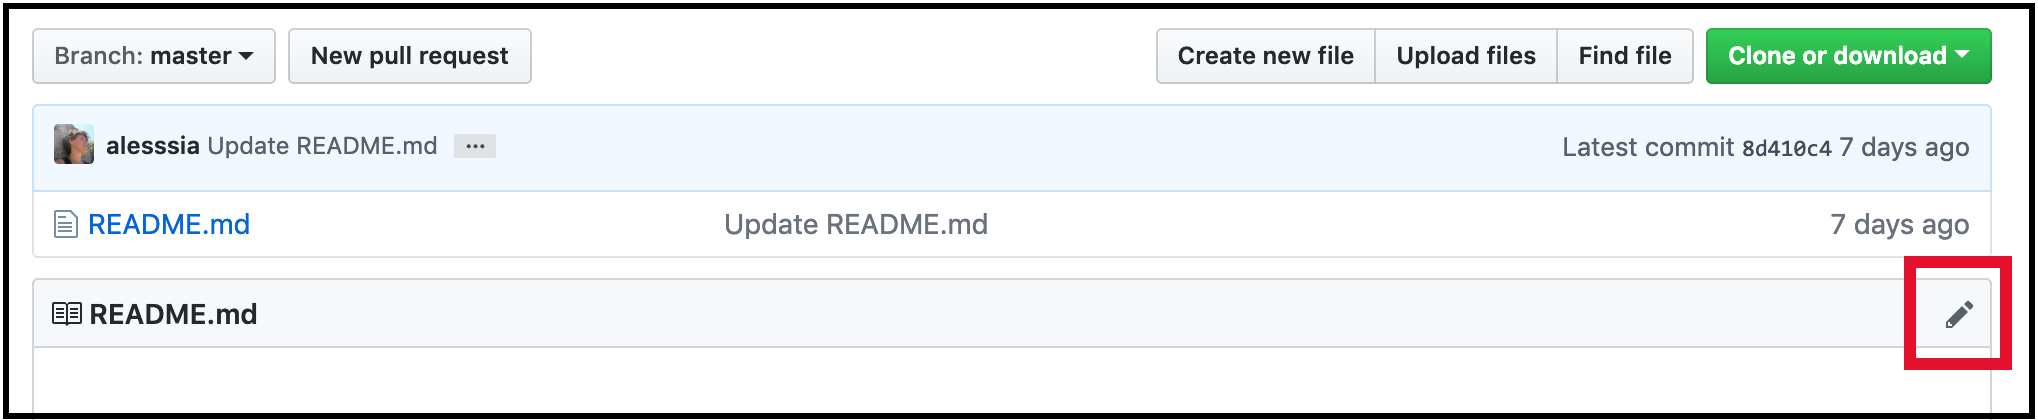 Branch: master New pull request Create new file Upload files Find file Clone or download
alesssia Update README.md ... Latest commit 8d410c4 7 days ago
README.md Update README.md 7 days ago
README.md